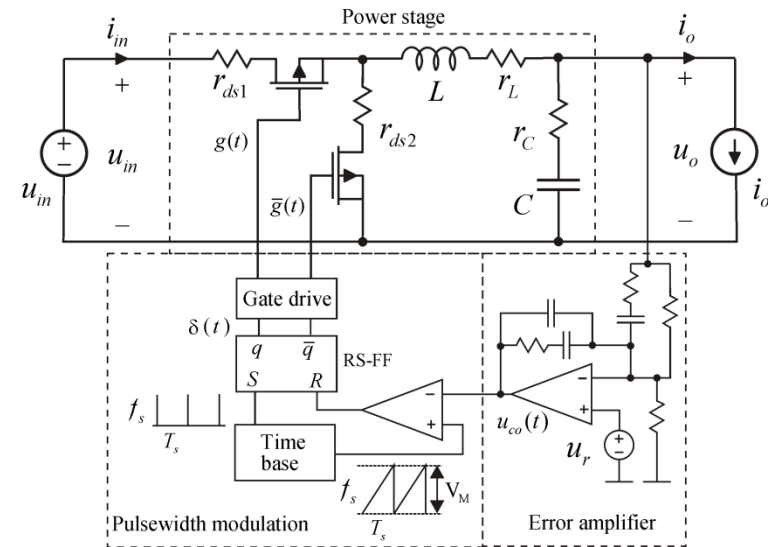 Power stage
i_in
i_o
+
+
r_ds1
L
r_L
g(t)
r_ds2
r_C
+
−
u_in
u_in
u_o
ḡ(t)
C
i_o
−
−
Gate drive
δ(t)
q
q̄
RS-FF
S
R
−
−
f_s
+
u_co(t)
+
T_s
Time
base
u_r
+
−
f_s
V_M
T_s
Pulsewidth modulation
Error amplifier